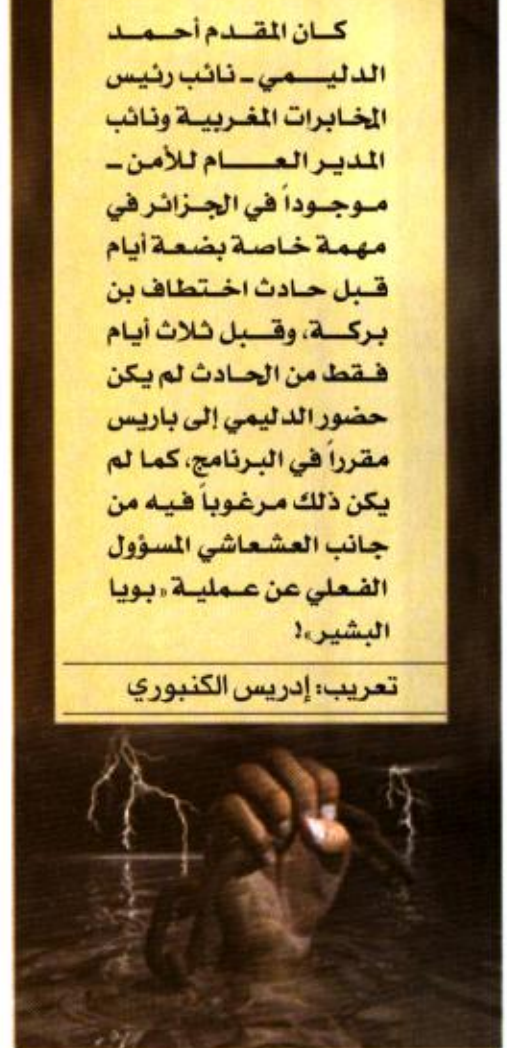 كان المقدم أحمد
الدليمي ـ نائب رئيس
المخابرات المغربية ونائب
المدير العام للأمن ـ
موجوداً في الجزائر في
مهمة خاصة بضعة أيام
قبل حادث اختطاف بن
بركة، وقبل ثلاث أيام
فقط من الحادث لم يكن
حضور الدليمي إلى باريس
مقرراً في البرنامج، كما لم
يكن ذلك مرغوباً فيه من
جانب العشعاشي المسؤول
الفعلي عن عملية «بويا
البشير»!
تعريب: إدريس الكنبوري